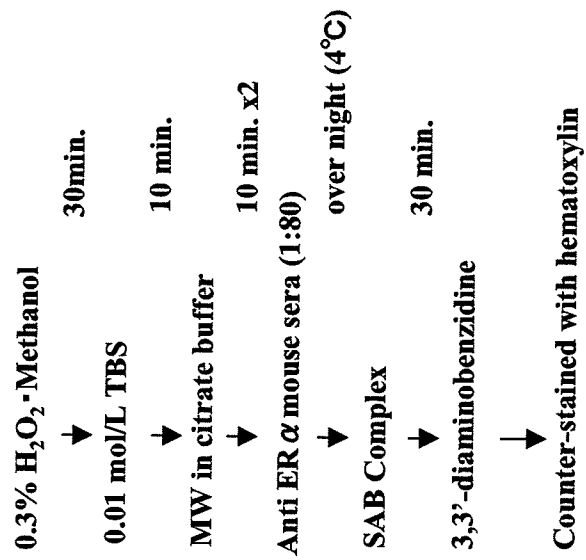 0.3% H₂O₂･Methanol
30min.
0.01 mol/L TBS
10 min.
MW in citrate buffer
10 min. x2
Anti ER α mouse sera (1:80)
over night (4℃)
SAB Complex
30 min.
3,3’-diaminobenzidine
Counter-stained with hematoxylin